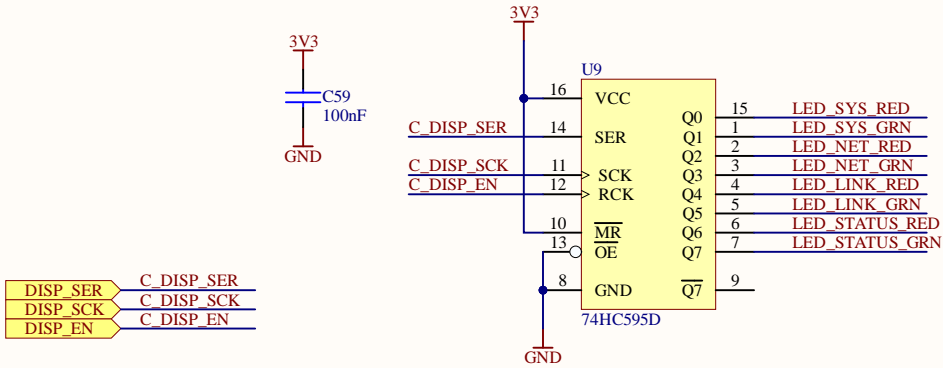 3V3
C59
100nF
GND
3V3
U9
16 VCC
C_DISP_SER 14 SER
C_DISP_SCK 11 SCK
C_DISP_EN 12 RCK
10 MR
13 OE
8 GND
Q0 15 LED_SYS_RED
Q1 1 LED_SYS_GRN
Q2 2 LED_NET_RED
Q3 3 LED_NET_GRN
Q4 4 LED_LINK_RED
Q5 5 LED_LINK_GRN
Q6 6 LED_STATUS_RED
Q7 7 LED_STATUS_GRN
Q7 9
74HC595D
GND
DISP_SER C_DISP_SER
DISP_SCK C_DISP_SCK
DISP_EN C_DISP_EN